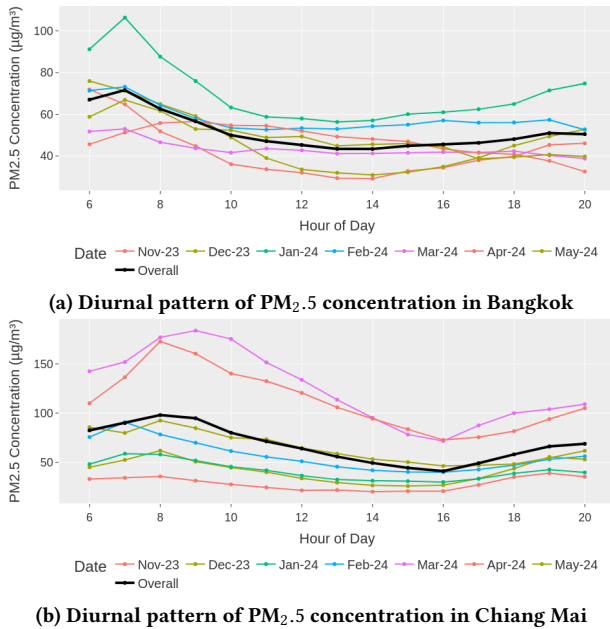 PM2.5 Concentration (µg/m³)
100
80
60
40
6 8 10 12 14 16 18 20
Hour of Day
Date Nov-23 Dec-23 Jan-24 Feb-24 Mar-24 Apr-24 May-24
Overall
(a) Diurnal pattern of PM₂.5 concentration in Bangkok
PM2.5 Concentration (µg/m³)
150
100
50
6 8 10 12 14 16 18 20
Hour of Day
Date Nov-23 Dec-23 Jan-24 Feb-24 Mar-24 Apr-24 May-24
Overall
(b) Diurnal pattern of PM₂.5 concentration in Chiang Mai